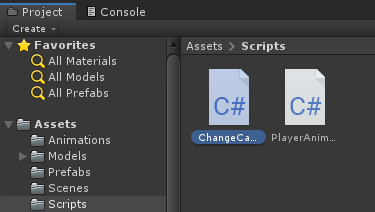 Project
Console
Create
Favorites
All Materials
All Models
All Prefabs
Assets
Animations
Models
Prefabs
Scenes
Scripts
Assets > Scripts
C#
C#
ChangeCa...
PlayerAnim...